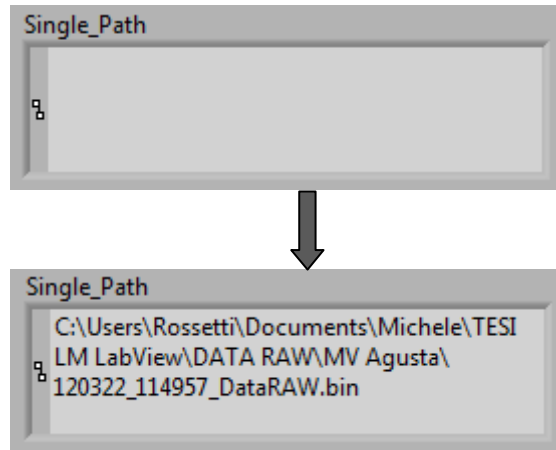 Single_Path
Single_Path
C:\Users\Rossetti\Documents\Michele\TESI
LM LabView\DATA RAW\MV Agusta\
120322_114957_DataRAW.bin